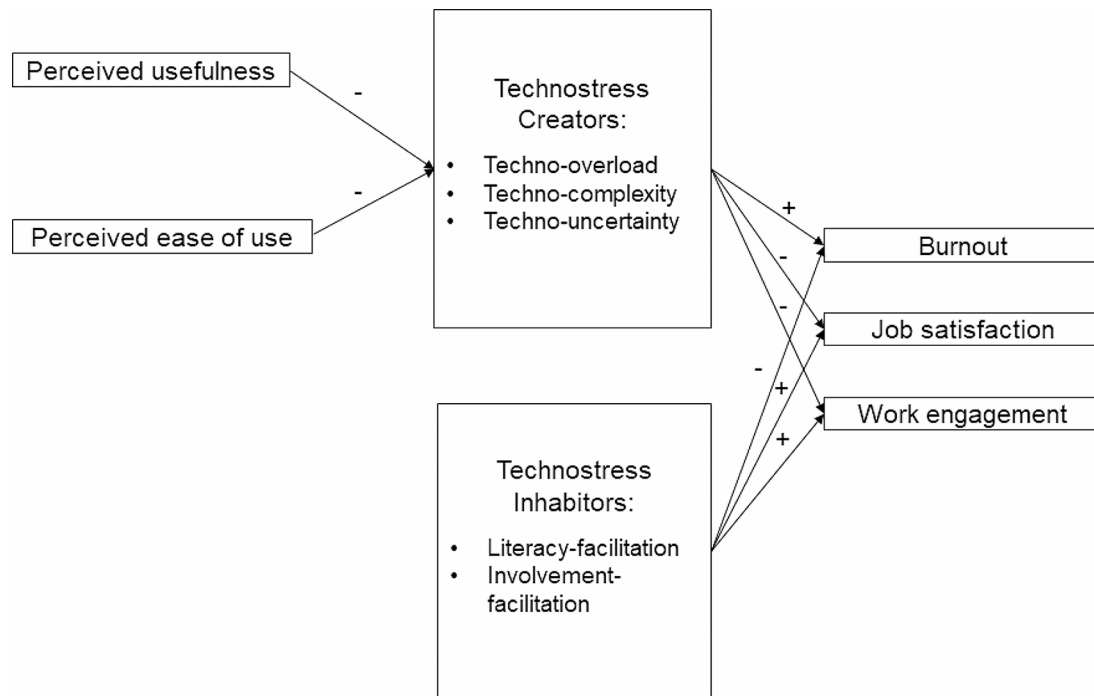 Perceived usefulness
-
-
Perceived ease of use
Technostress
Creators:
• Techno-overload
• Techno-complexity
• Techno-uncertainty
+
-
-
-
+
+
Burnout
Job satisfaction
Work engagement
Technostress
Inhabitors:
• Literacy-facilitation
• Involvement-
facilitation